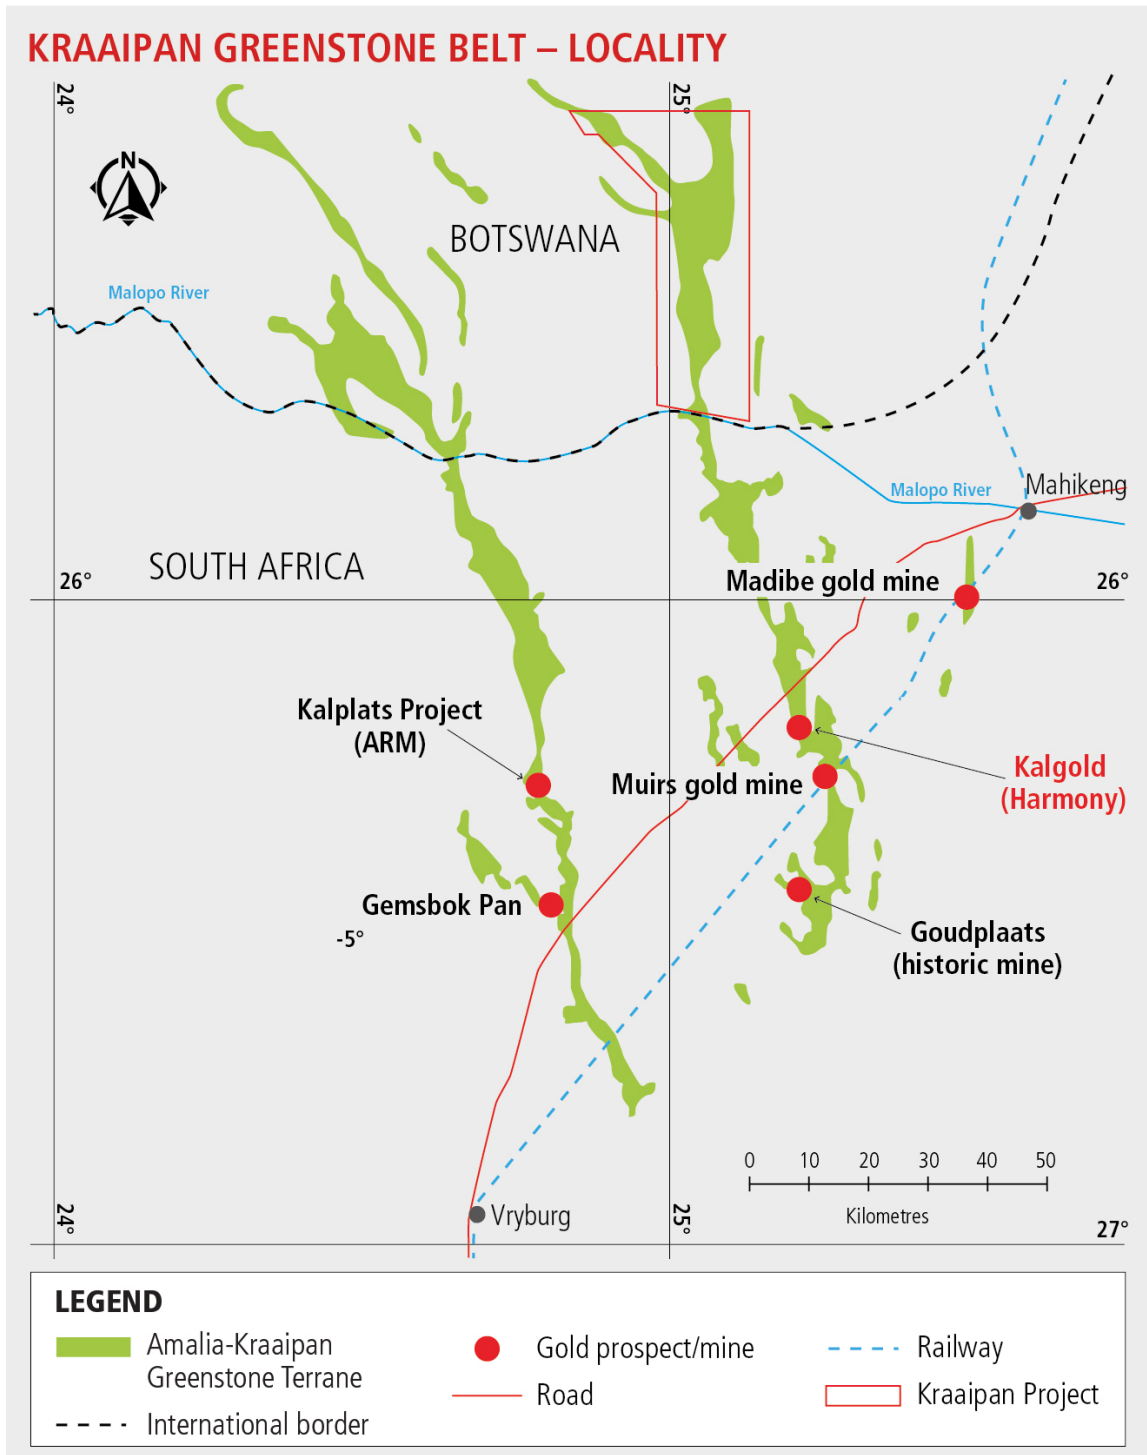 KRAAIPAN GREENSTONE BELT – LOCALITY
24°
25°
N
BOTSWANA
Malopo River
Malopo River
Mahikeng
SOUTH AFRICA
26°
Madibe gold mine
26°
Kalplats Project
(ARM)
Muirs gold mine
Kalgold
(Harmony)
Gemsbok Pan
-5°
Goudplaats
(historic mine)
0 10 20 30 40 50
Kilometres
24°
Vryburg
25°
27°
LEGEND
Amalia-Kraaipan
Greenstone Terrane
International border
Gold prospect/mine
Road
Railway
Kraaipan Project